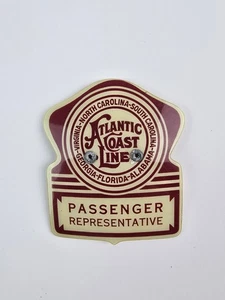 VIRGINIA-NORTH CAROLINA-SOUTH CAROLINA-
ATLANTIC
COAST
LINE
GEORGIA-FLORIDA-ALABAMA-
PASSENGER
REPRESENTATIVE